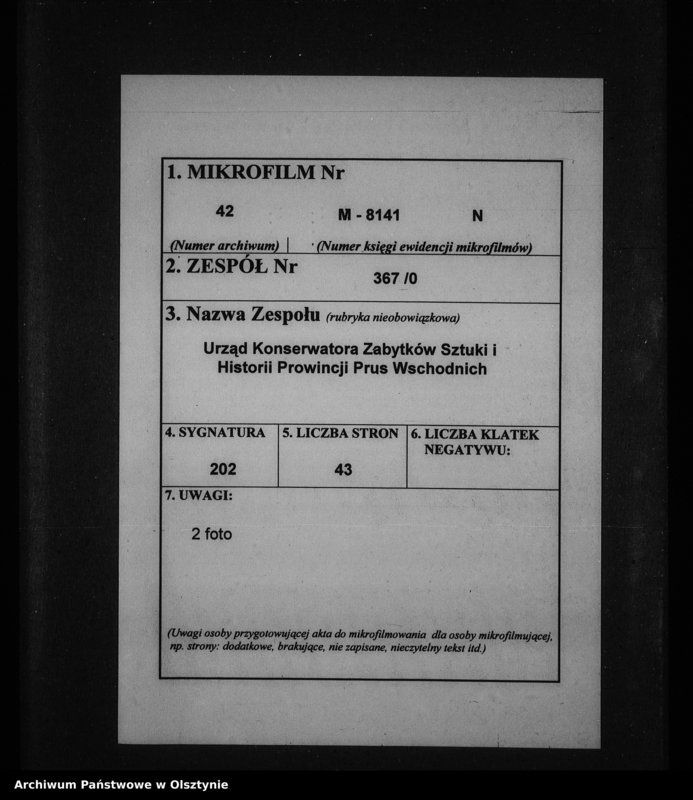 1. MIKROFILM Nr
42 M - 8141 N
(Numer archiwum) (Numer księgi ewidencji mikrofilmów)
2. ZESPÓŁ Nr
367 /0
3. Nazwa Zespołu (rubryka nieobowiązkowa)
Urząd Konserwatora Zabytków Sztuki i
Historii Prowincji Prus Wschodnich
4. SYGNATURA
202
5. LICZBA STRON
43
6. LICZBA KLATEK
NEGATYWU:
7. UWAGI:
2 foto
(Uwagi osoby przygotowującej akta do mikrofilmowania dla osoby mikrofilmującej,
np. strony: dodatkowe, brakujące, nie zapisane, nieczytelny tekst itd.)
Archiwum Państwowe w Olsztynie